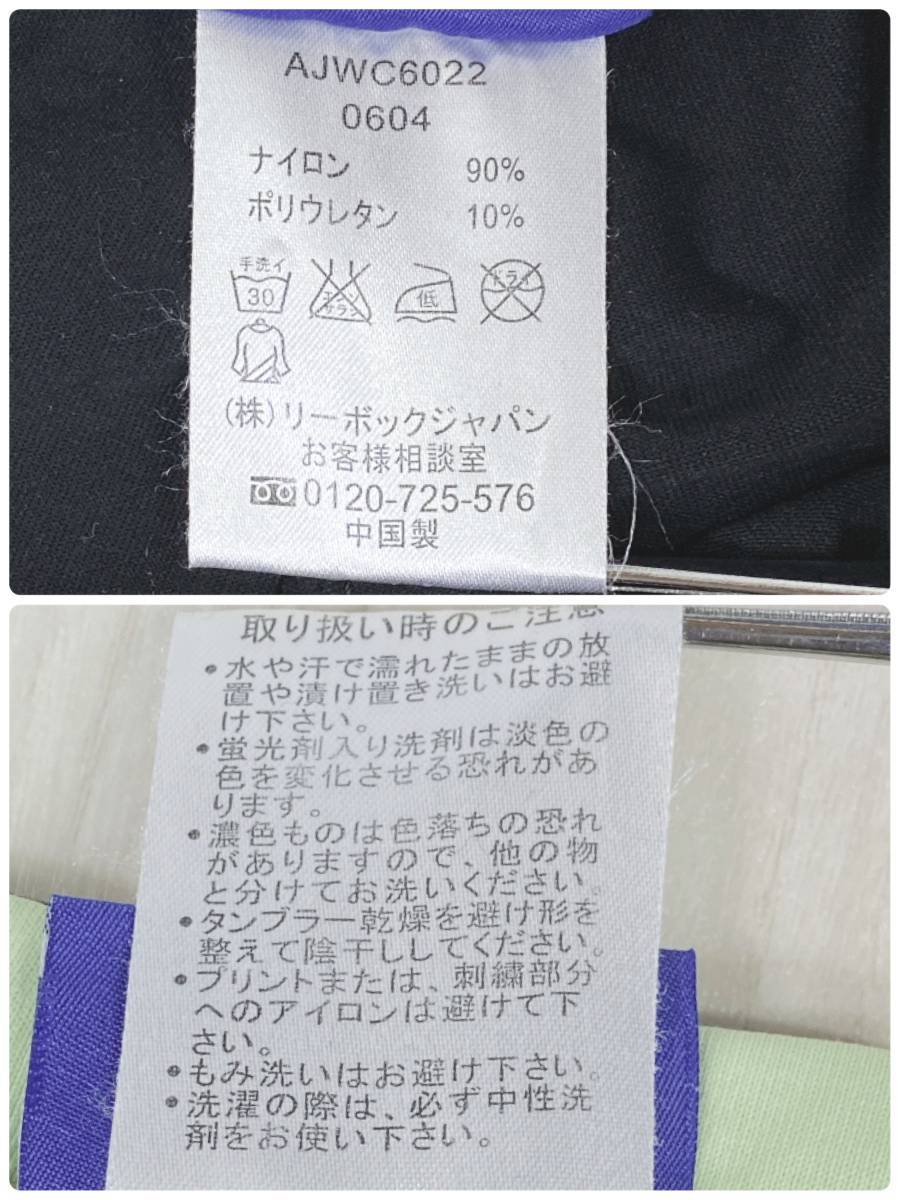 AJWC6022
0604
ナイロン 90%
ポリウレタン 10%
手洗イ
30
エンソ
サラシ
低
ドライ
(株)リーボックジャパン
お客様相談室
0120-725-576
中国製
取り扱い時のご注意
・水や汗で濡れたままの放
置や漬け置き洗いはお避
け下さい。
・蛍光剤入り洗剤は淡色の
色を変化させる恐れがあ
ります。
・濃色ものは色落ちの恐れ
がありますので、他の物
と分けてお洗いください。
・タンブラー乾燥を避け形を
整えて陰干ししてください。
・プリントまたは、刺繍部分
へのアイロンは避けて下
さい。
・もみ洗いはお避け下さい。
・洗濯の際は、必ず中性洗
剤をお使い下さい。